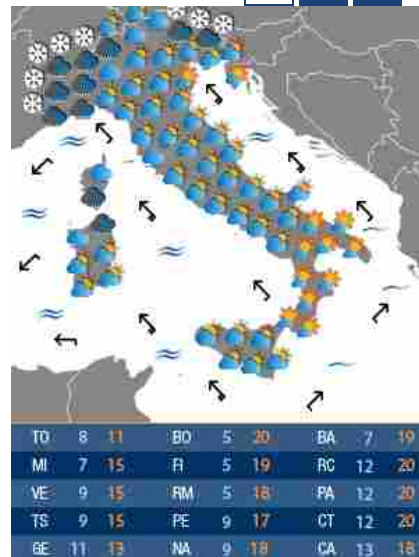 TO 8 11 BO 5 20 BA 7 19
MI 7 15 FI 5 19 RC 12 20
VE 9 15 RM 5 18 PA 12 20
TS 9 15 PE 9 17 CT 12 20
GE 11 13 NA 9 18 CA 13 18